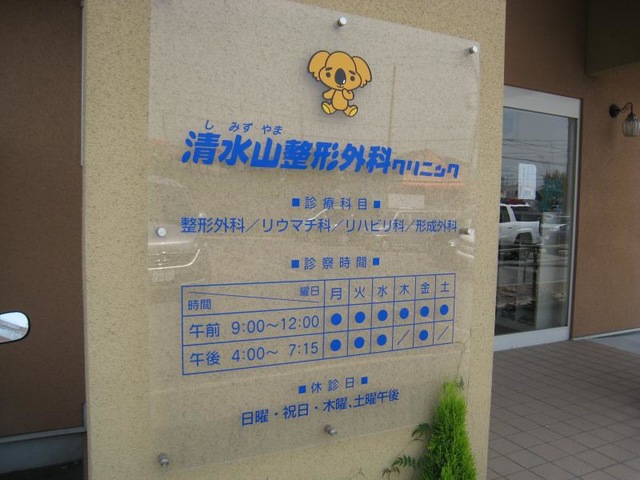 し みず やま
清水山整形外科クリニック
■診療科目■
整形外科／リウマチ科／リハビリ科／形成外科
■診察時間■
時間 曜日 月 火 水 木 金 土
午前 9:00〜12:00 ● ● ● ● ● ●
午後 4:00〜 7:15 ● ● ● ／ ● ／
■休診日■
日曜・祝日・木曜、土曜午後